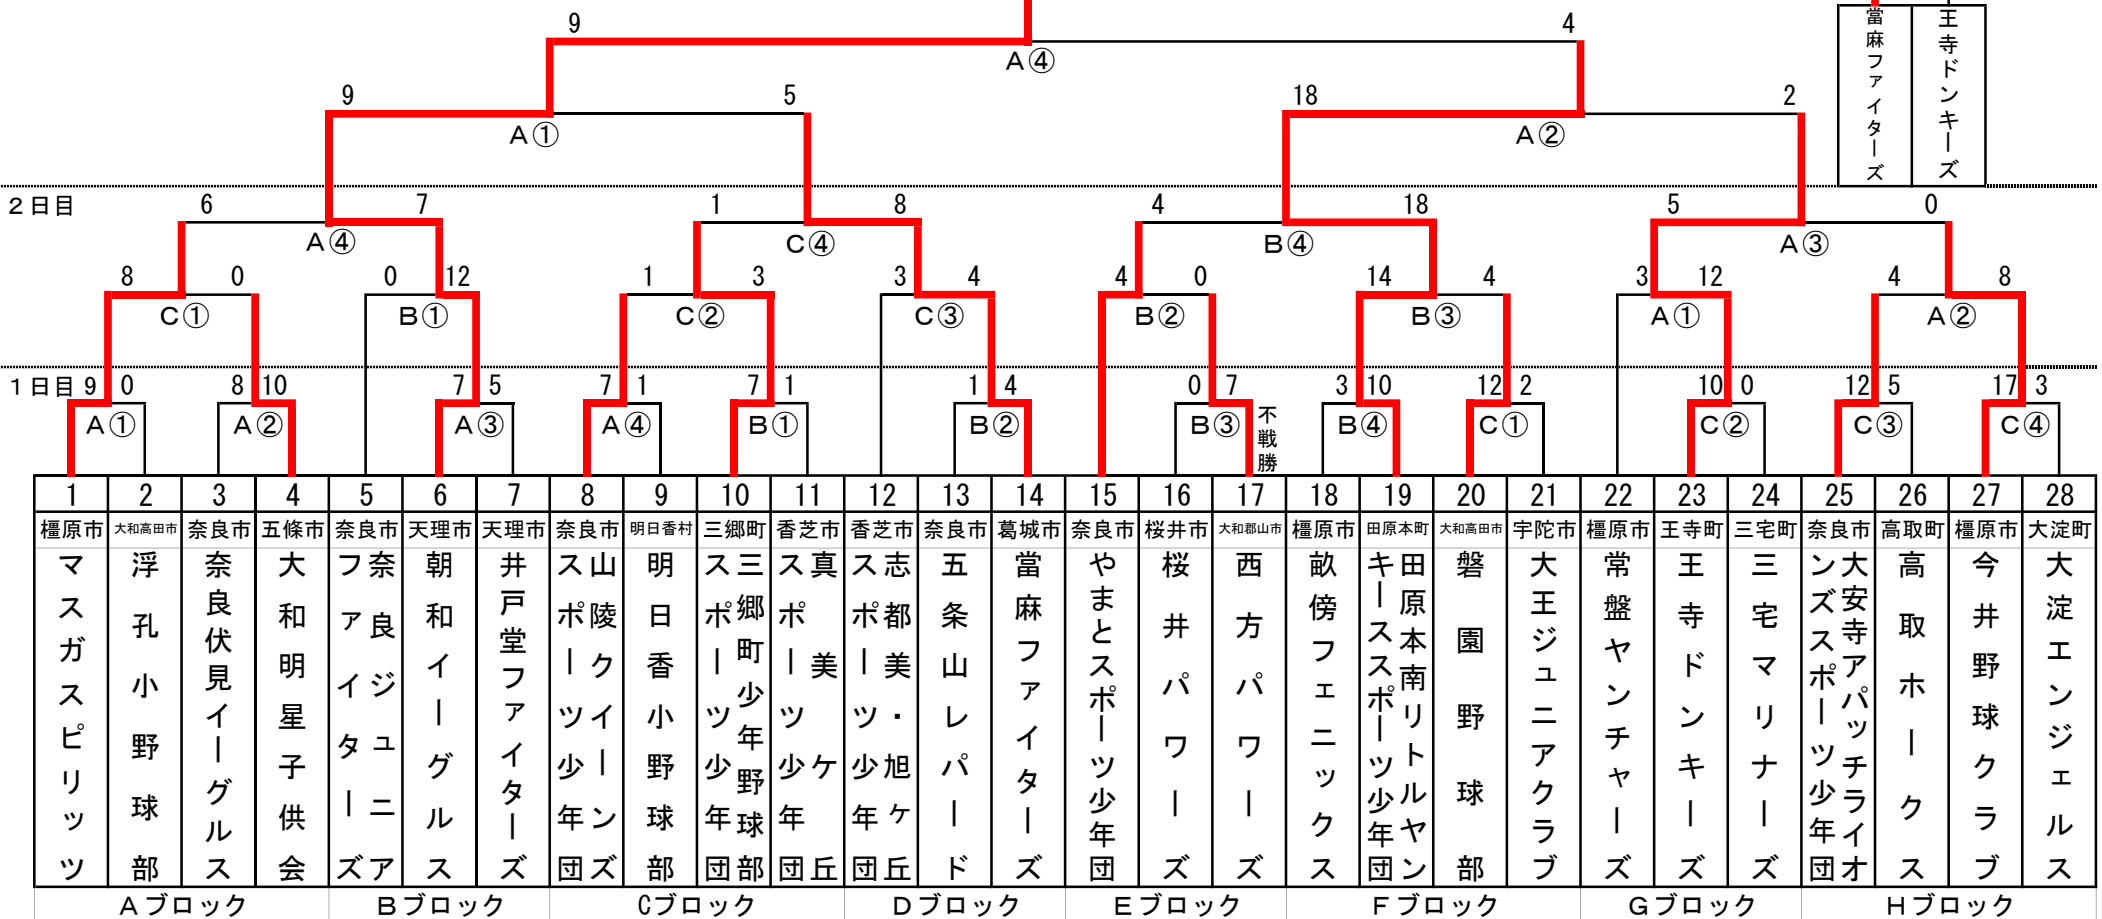 9 4
A④
當麻ファイターズ 王寺ドンキーズ
9 5 18 2
A① A②
2日目
6 7 1 8 4 18 5 0
A④ C④ B④ A③
8 0 0 12 1 3 3 4 4 0 14 4 3 12 4 8
C① B① C② C③ B② B③ A① A②
1日目
9 0 8 10 7 5 7 1 7 1 1 4 0 7 3 10 12 2 10 0 12 5 17 3
A① A② A③ A④ B① B② B③ 不戦勝 B④ C① C② C③ C④
1 2 3 4 5 6 7 8 9 10 11 12 13 14 15 16 17 18 19 20 21 22 23 24 25 26 27 28
橿原市 大和高田市 奈良市 五條市 奈良市 天理市 天理市 奈良市 明日香村 三郷町 香芝市 香芝市 奈良市 葛城市 奈良市 桜井市 大和郡山市 橿原市 田原本町 大和高田市 宇陀市 橿原市 王寺町 三宅町 奈良市 高取町 橿原市 大淀町
マスガスピリッツ
浮孔小野球部
奈良伏見イーグルス
大和明星子供会
奈良ジュニア
ファイターズ
朝和イーグルス
井戸堂ファイターズ
山陵クイーンズ
スポーツ少年団
明日香小野球部
三郷町少年野球部
スポーツ少年団
真美ケ丘
スポーツ少年団
志都美・旭ヶ丘
スポーツ少年団
五条山レパード
當麻ファイターズ
やまとスポーツ少年団
桜井パワーズ
西方パワーズ
畝傍フェニックス
田原本南リトルヤン
キーススポーツ少年団
磐園野球部
大王ジュニアクラブ
常盤ヤンチャーズ
王寺ドンキーズ
三宅マリナーズ
大安寺アパッチライオ
ンズスポーツ少年団
高取ホークス
今井野球クラブ
大淀エンジェルス
Aブロック Bブロック Cブロック Dブロック Eブロック Fブロック Gブロック Hブロック